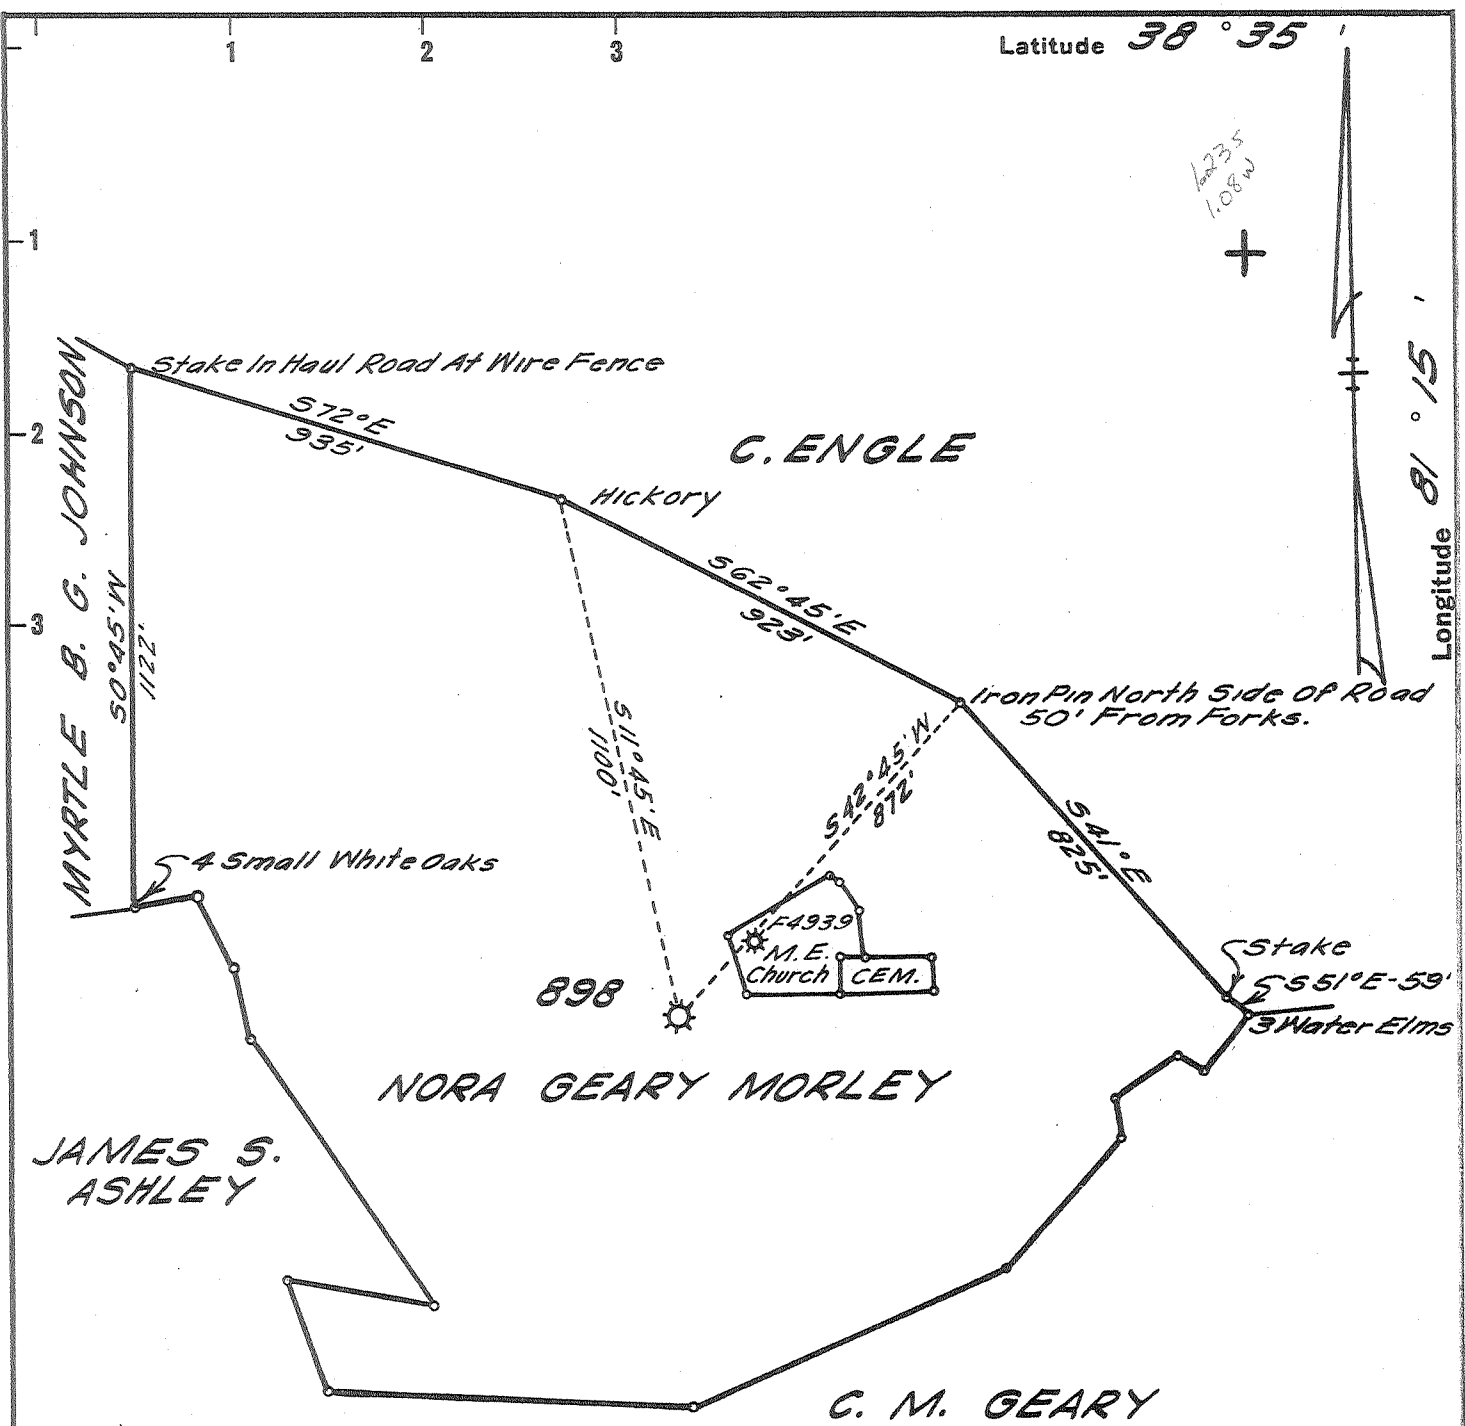 1 2 3
Latitude 38 ° 35 '
1.23 S
1.08 W
1
2
3
Longitude 81 ° 15 '
Stake In Haul Road At Wire Fence
S72°E
935'
C. ENGLE
Hickory
MYRTLE B. G. JOHNSON
S0°45'W
1122'
S62°45'E
923'
Iron Pin North Side Of Road
50' From Forks.
S11°45'E
1100'
S42°45'W
872'
S41°E
825'
4 Small White Oaks
F4939
M.E.
Church
CEM.
Stake
S51°E-59'
3 Water Elms
898
NORA GEARY MORLEY
JAMES S.
ASHLEY
C. M. GEARY